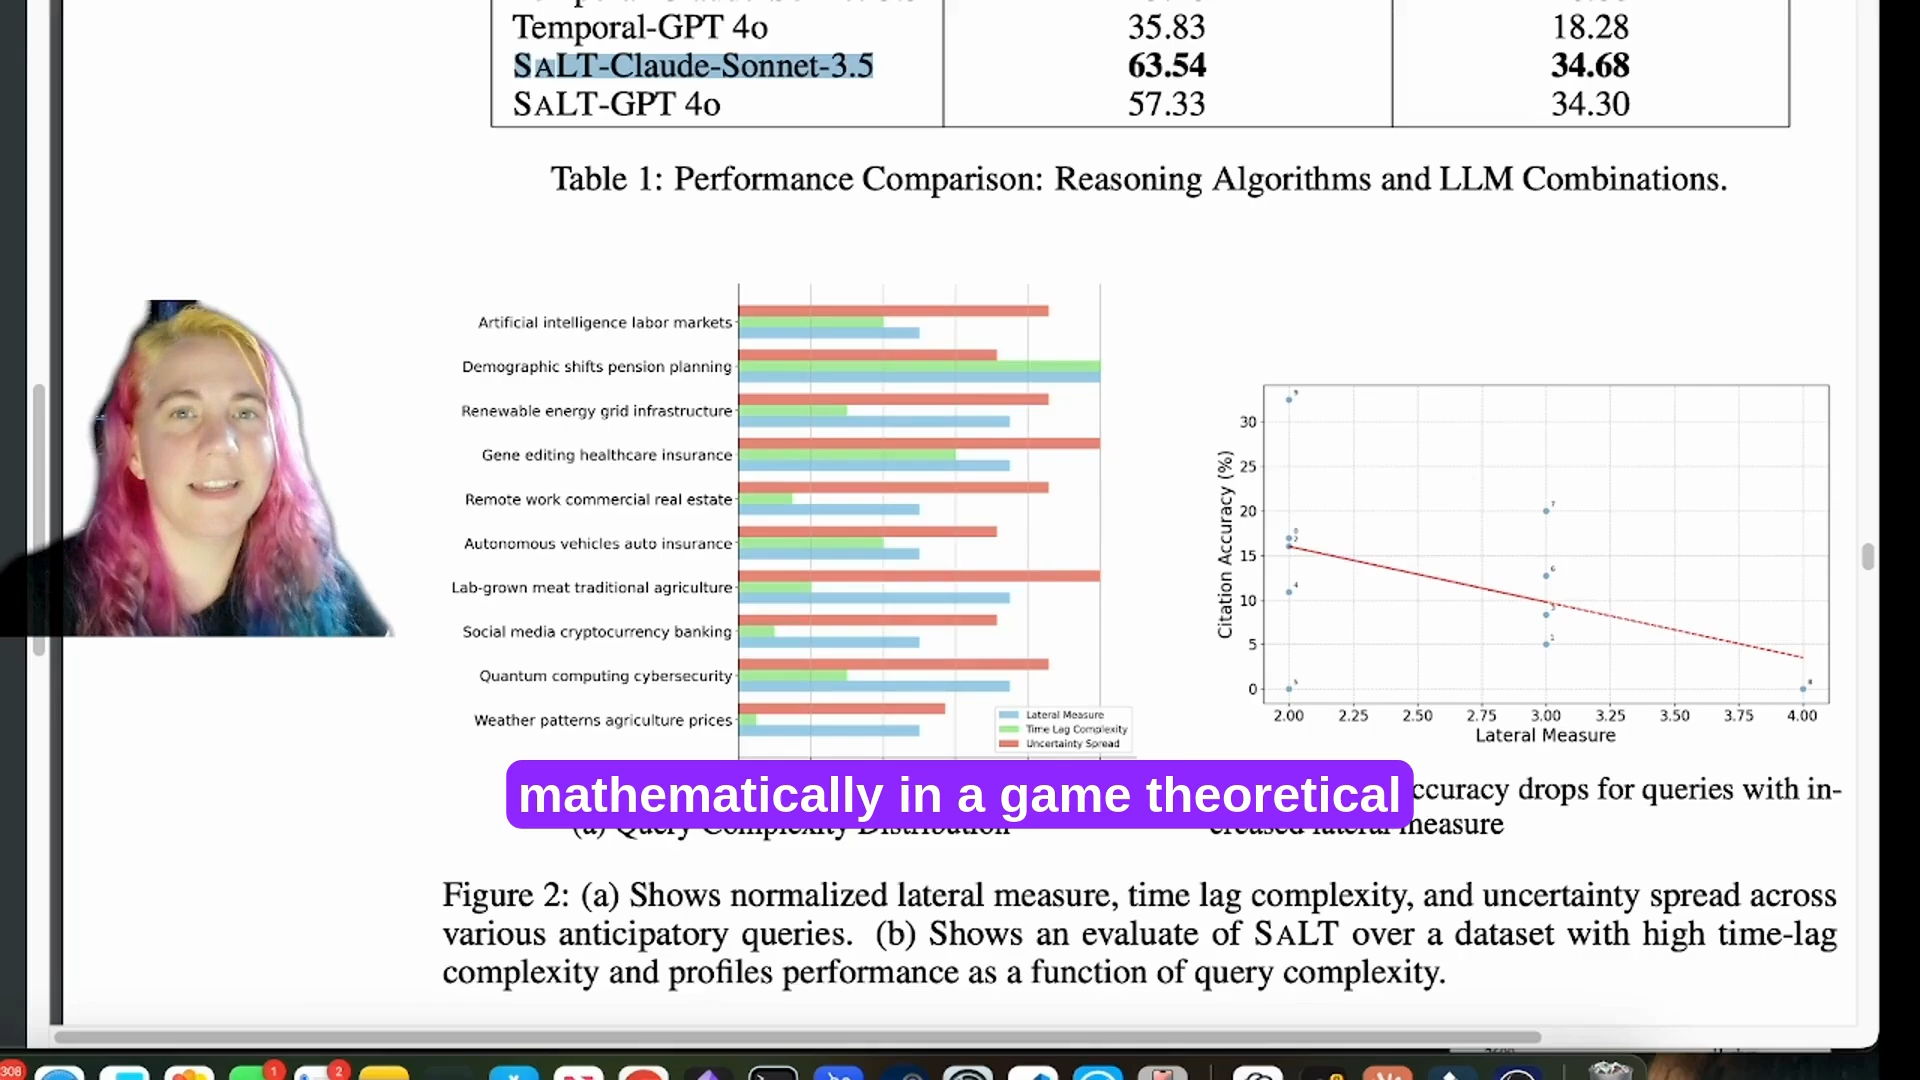 Temporal-GPT 4o 35.83 18.28
SALT-Claude-Sonnet-3.5 63.54 34.68
SALT-GPT 4o 57.33 34.30
Table 1: Performance Comparison: Reasoning Algorithms and LLM Combinations.
Artificial intelligence labor markets
Demographic shifts pension planning
Renewable energy grid infrastructure
Gene editing healthcare insurance
Remote work commercial real estate
Autonomous vehicles auto insurance
Lab-grown meat traditional agriculture
Social media cryptocurrency banking
Quantum computing cybersecurity
Weather patterns agriculture prices
Lateral Measure
Time Lag Complexity
Uncertainty Spread
Citation Accuracy (%)
30
25
20
15
10
5
0
2.00 2.25 2.50 2.75 3.00 3.25 3.50 3.75 4.00
Lateral Measure
mathematically in a game theoretical
ccuracy drops for queries with in-
creased lateral measure
(a) Query Complexity Distribution
Figure 2: (a) Shows normalized lateral measure, time lag complexity, and uncertainty spread across
various anticipatory queries. (b) Shows an evaluate of SALT over a dataset with high time-lag
complexity and profiles performance as a function of query complexity.
308
1
2